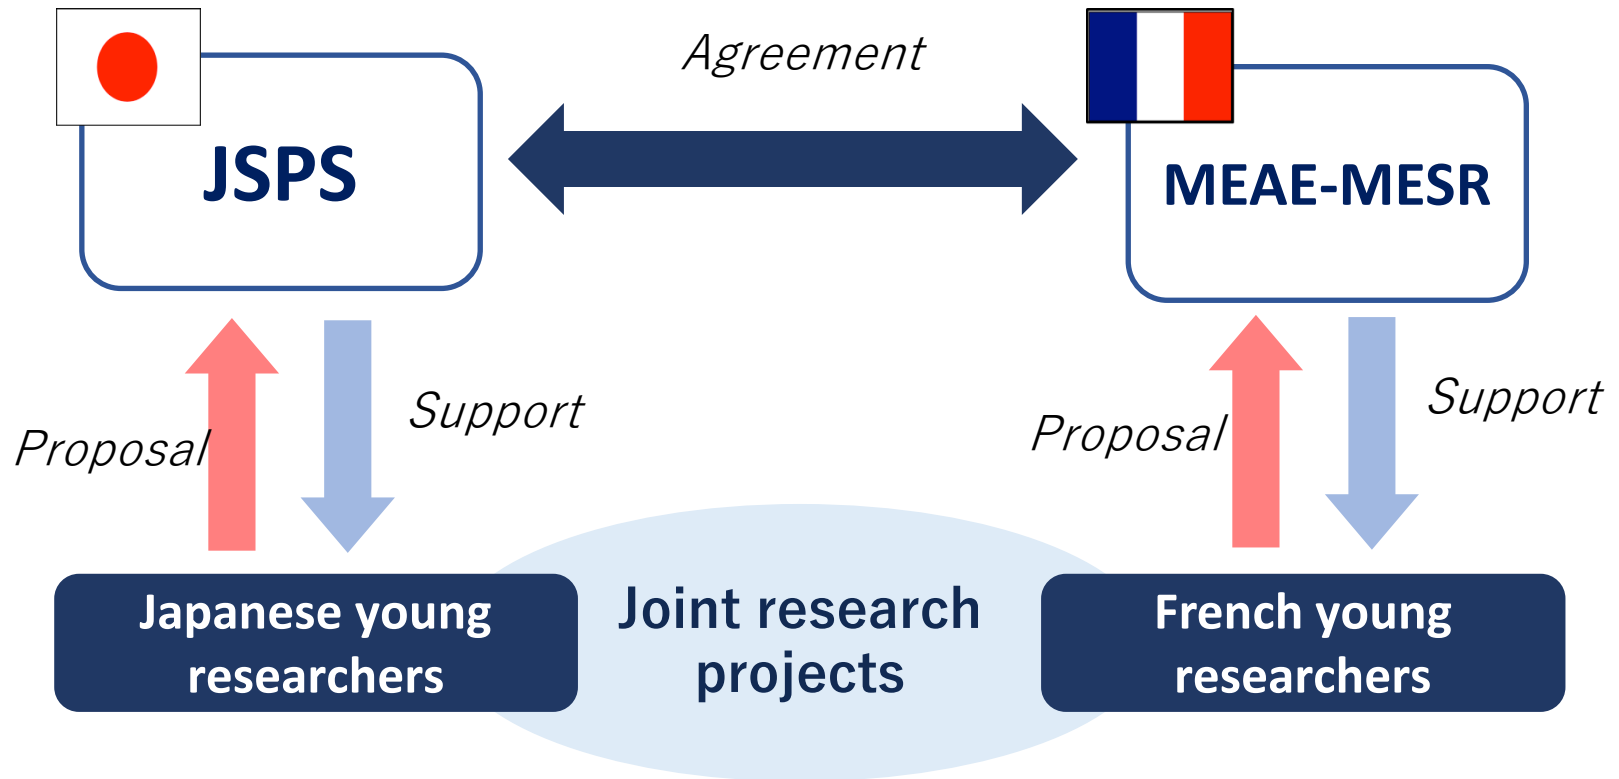 Agreement
JSPS
MEAE-MESR
Proposal
Support
Proposal
Support
Japanese young
researchers
Joint research
projects
French young
researchers